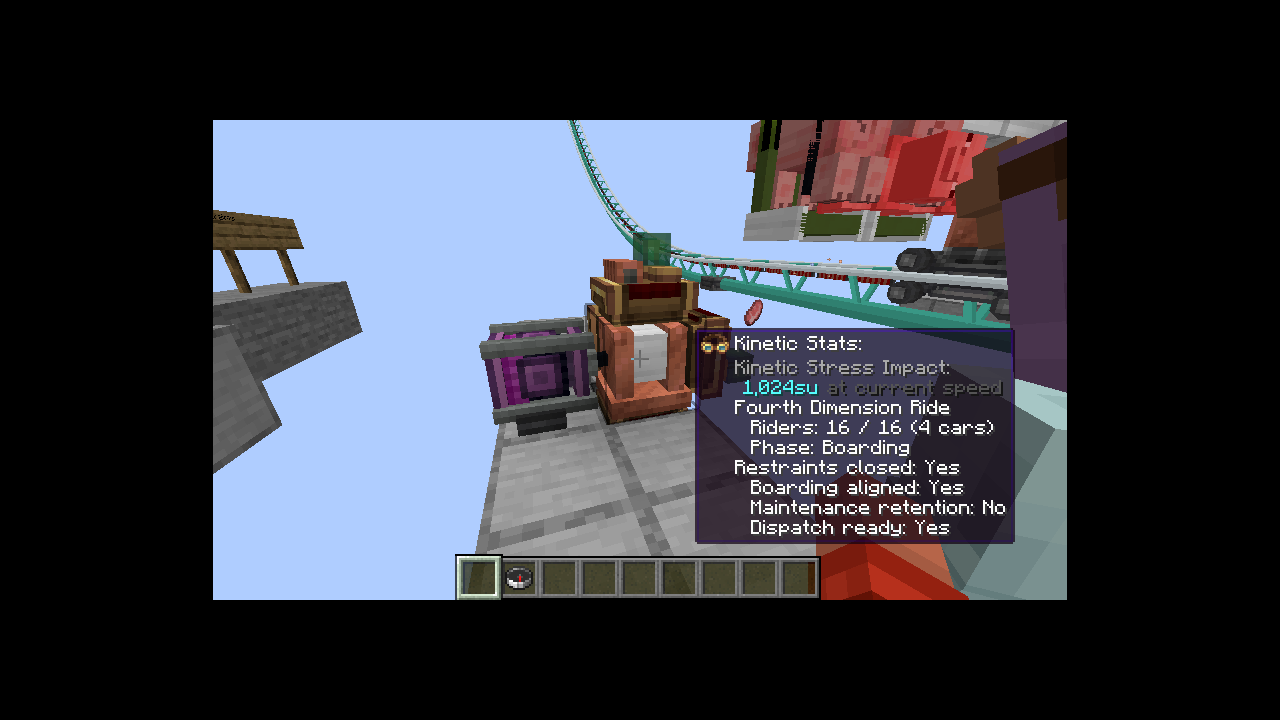 Kinetic Stats:
Kinetic Stress Impact:
1,024su at current speed
Fourth Dimension Ride
Riders: 16 / 16 (4 cars)
Phase: Boarding
Restraints closed: Yes
Boarding aligned: Yes
Maintenance retention: No
Dispatch ready: Yes